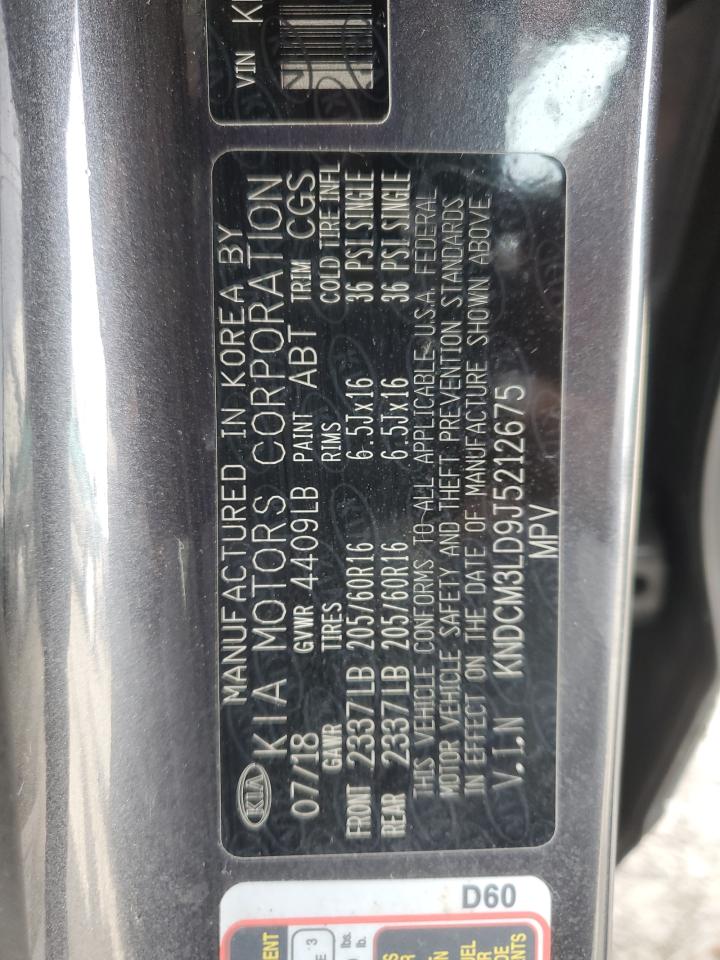 VIN K
KIA
MANUFACTURED IN KOREA BY
KIA MOTORS CORPORATION
07/18 GVWR 4409LB PAINT ABT TRIM CGS
GAWR TIRES RIMS COLD TIRE INFL
FRONT 2337LB 205/60R16 6.5Jx16 36 PSI SINGLE
REAR 2337LB 205/60R16 6.5Jx16 36 PSI SINGLE
THIS VEHICLE CONFORMS TO ALL APPLICABLE U.S.A. FEDERAL
MOTOR VEHICLE SAFETY AND THEFT PREVENTION STANDARDS
IN EFFECT ON THE DATE OF MANUFACTURE SHOWN ABOVE.
V.I.N KNDCM3LD9J5212675
MPV
D60